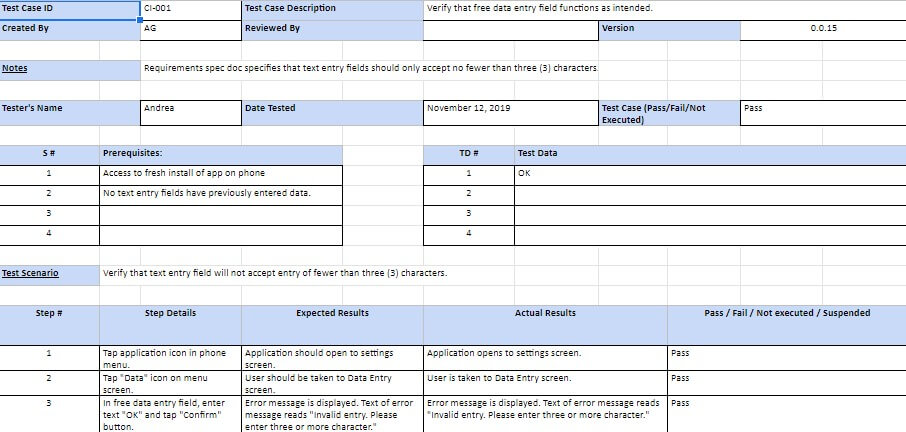 Test Case ID CI-001 Test Case Description Verify that free data entry field functions as intended.
Created By AG Reviewed By Version 0.0.15
Notes Requirements spec doc specifies that text entry fields should only accept no fewer than three (3) characters.
Tester's Name Andrea Date Tested November 12, 2019 Test Case (Pass/Fail/Not Pass
Executed)
S # Prerequisites: TD # Test Data
1 Access to fresh install of app on phone 1 OK
2 No text entry fields have previously entered data. 2
3 3
4 4
Test Scenario Verify that text entry field will not accept entry of fewer than three (3) characters.
Step # Step Details Expected Results Actual Results Pass / Fail / Not executed / Suspended
1 Tap application icon in phone Application should open to settings Application opens to settings screen. Pass
menu. screen.
2 Tap "Data" icon on menu User should be taken to Data Entry User is taken to Data Entry screen. Pass
screen. screen.
3 In free data entry field, enter Error message is displayed. Text of error Error message is displayed. Text of error message reads Pass
text "OK" and tap "Confirm" message reads "Invalid entry. Please "Invalid entry. Please enter three or more character."
button. enter three or more character."